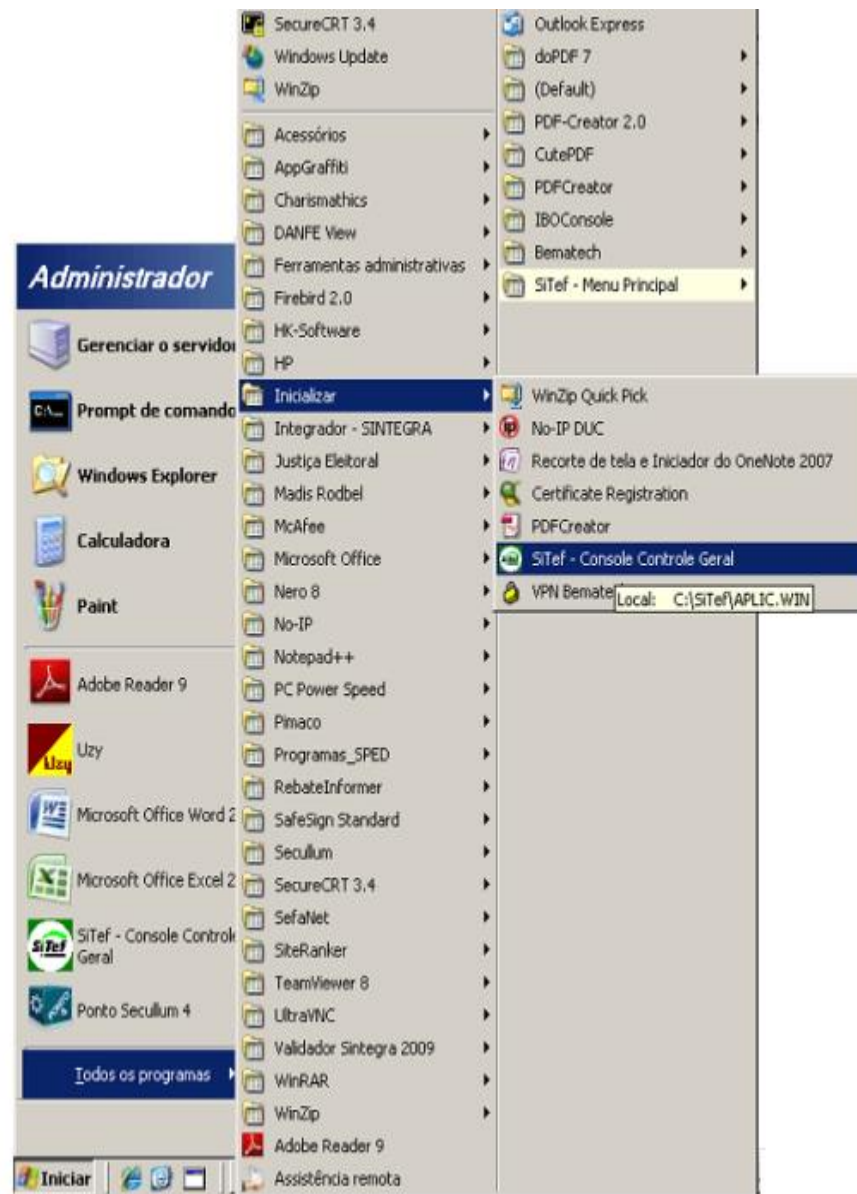 Administrador
Gerenciar o servidor
Prompt de comando
Windows Explorer
Calculadora
Paint
Adobe Reader 9
Uzy
Uzy
Microsoft Office Word 2
Microsoft Office Excel 2
SiTef
SiTef - Console Control
Geral
Ponto Secullum 4
Todos os programas
Iniciar
SecureCRT 3.4
Windows Update
WinZip
Acessórios
AppGraffiti
Charismathics
DANFE View
Ferramentas administrativas
Firebird 2.0
HK-Software
HP
Inicializar
Integrador - SINTEGRA
Justiça Eleitoral
Madis Rodbel
McAfee
Microsoft Office
Nero 8
No-IP
Notepad++
PC Power Speed
Pimaco
Programas_SPED
RebateInformer
SafeSign Standard
Secullum
SecureCRT 3.4
SefaNet
SiteRanker
TeamViewer 8
UltraVNC
Validador Sintegra 2009
WinRAR
WinZip
Adobe Reader 9
Assistência remota
Outlook Express
doPDF 7
(Default)
PDF-Creator 2.0
CutePDF
PDFCreator
IBOConsole
Bematech
SiTef - Menu Principal
WinZip Quick Pick
No-IP DUC
Recorte de tela e Iniciador do OneNote 2007
Certificate Registration
PDFCreator
SiTef - Console Controle Geral
VPN Bemate
Local: C:\SiTef\APLIC.WIN